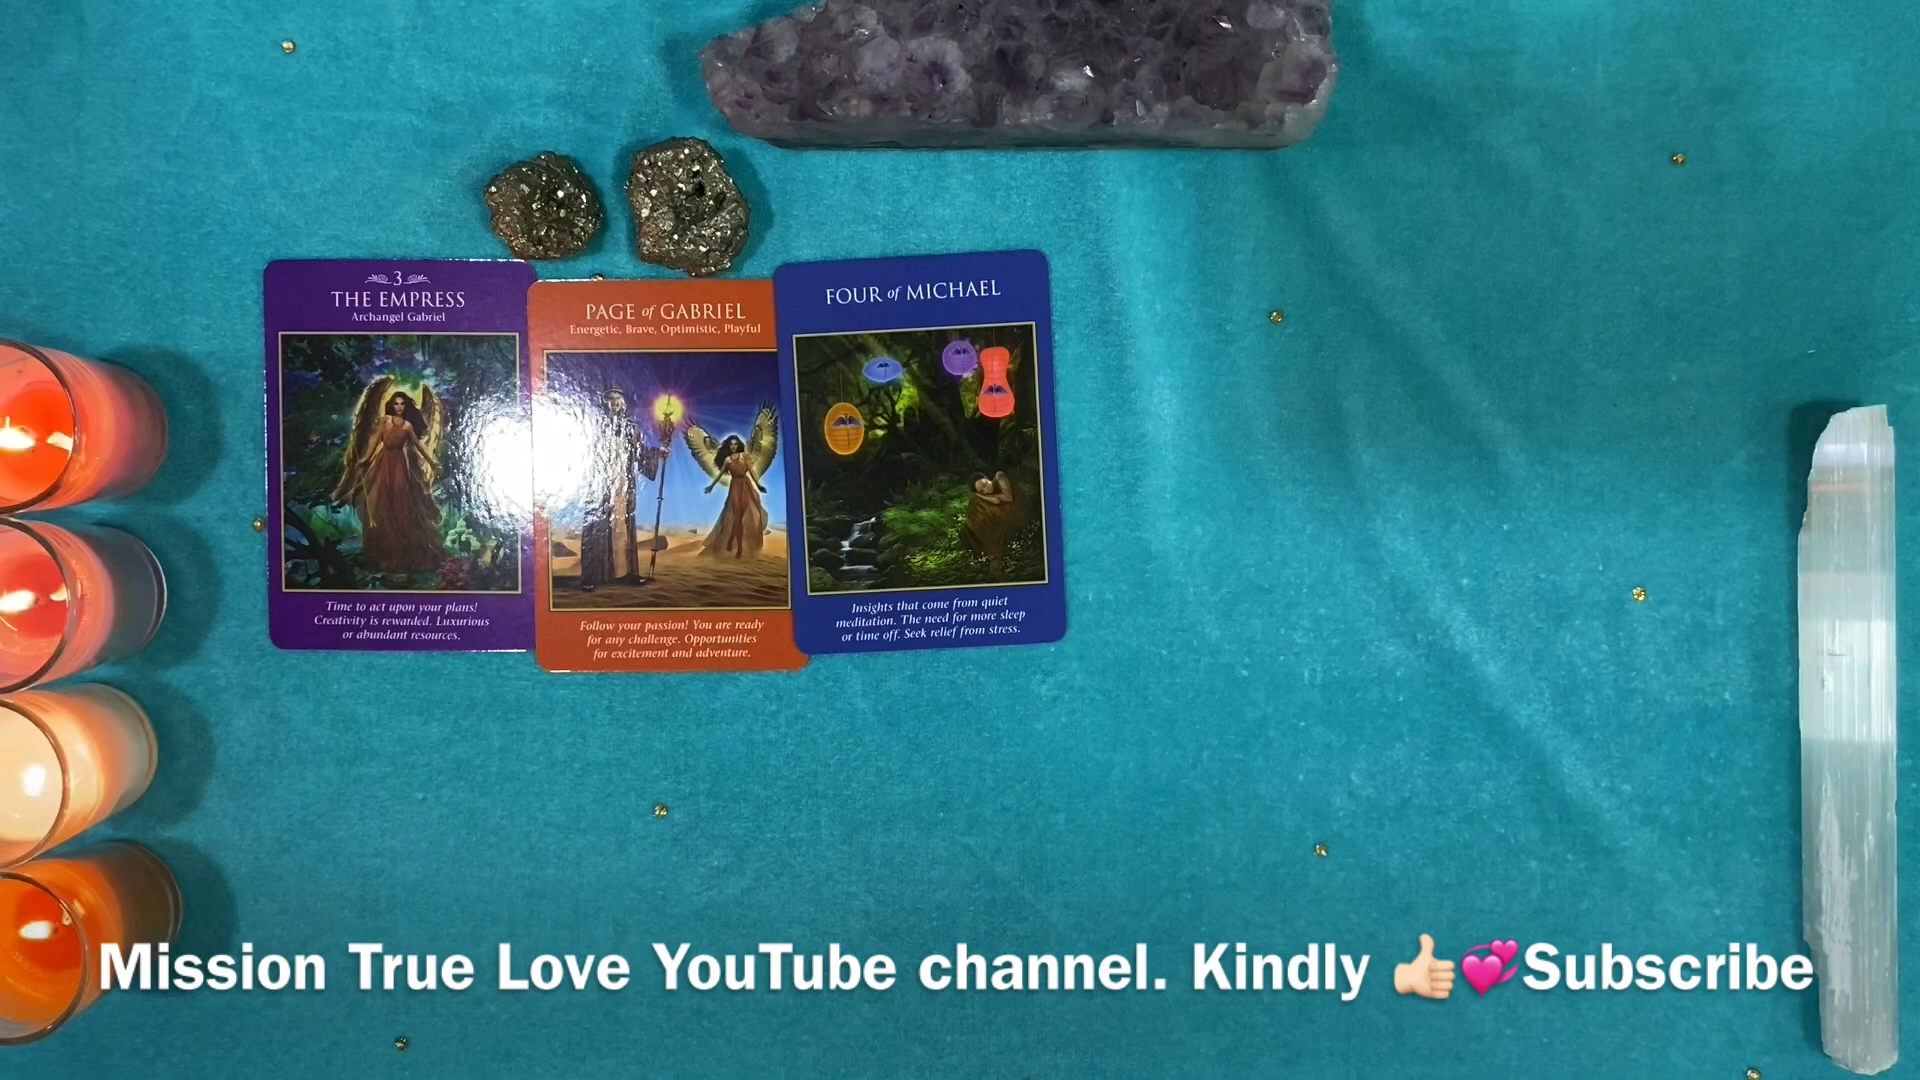 3
THE EMPRESS
Archangel Gabriel
Time to act upon your plans!
Creativity is rewarded. Luxurious
or abundant resources.
PAGE of GABRIEL
Energetic, Brave, Optimistic, Playful
Follow your passion! You are ready
for any challenge. Opportunities
for excitement and adventure.
FOUR of MICHAEL
Insights that come from quiet
meditation. The need for more sleep
or time off. Seek relief from stress.
Mission True Love YouTube channel. Kindly 👍🏻💞Subscribe